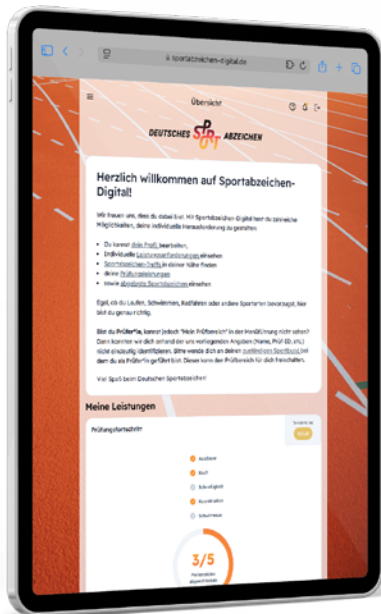 sportabzeichen-digital.de
Übersicht
DEUTSCHES SPORT ABZEICHEN
Herzlich willkommen auf Sportabzeichen-
Digital!
Wir freuen uns, dass du dabei bist. Mit Sportabzeichen-Digital hast du zahlreiche
Möglichkeiten, deine individuelle Herausforderung zu gestalten:
Du kannst dein Profil bearbeiten,
Individuelle Leistungsanforderungen einsehen
Sportabzeichen-Treffs in deiner Nähe finden
deine Prüfungsleistungen
sowie abgelegte Sportabzeichen einsehen
Egal, ob du Laufen, Schwimmen, Radfahren oder andere Sportarten bevorzugst, hier
bist du genau richtig.
Bist du Prüfer*in, kannst jedoch "Mein Prüfbereich" in der Menüführung nicht sehen?
Dann konnten wir dich anhand der uns vorliegenden Angaben (Name, Prüf-ID, etc.)
nicht eindeutig identifizieren. Bitte wende dich an deinen zuständigen Sportbund bei
dem du als Prüfer*in geführt bist. Dieser kann den Prüfbereich für dich freischalten.
Viel Spaß beim Deutschen Sportabzeichen!
Meine Leistungen
Prüfungsfortschritt
Ausdauer
Kraft
Schnelligkeit
Koordination
Schwimmen
3/5